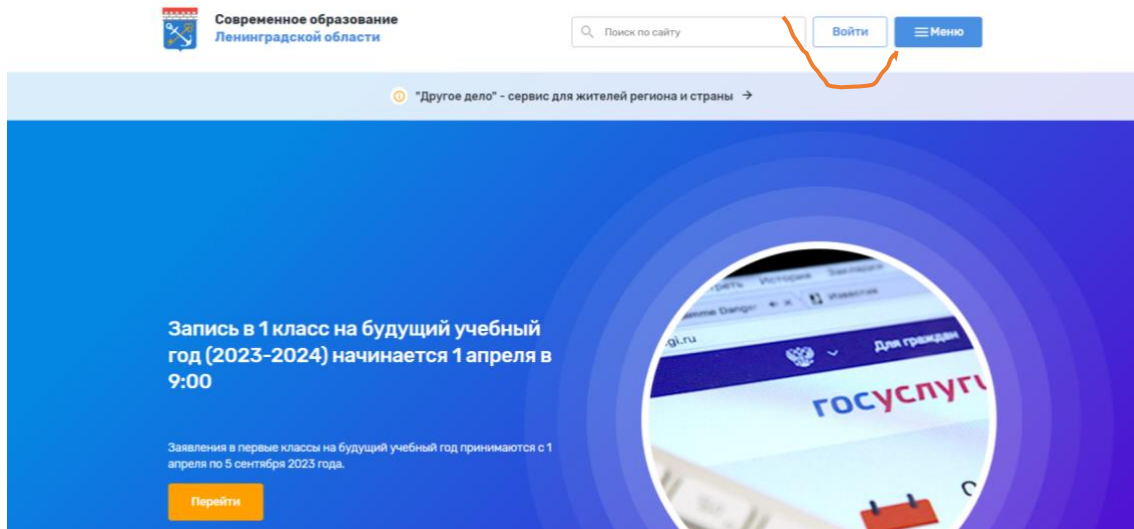 Современное образование
Ленинградской области
Поиск по сайту
Войти
Меню
"Другое дело" - сервис для жителей региона и страны →
Запись в 1 класс на будущий учебный
год (2023-2024) начинается 1 апреля в
9:00
Заявления в первые классы на будущий учебный год принимаются с 1
апреля по 5 сентября 2023 года.
Перейти
История
Известия
Для граждан
госуслуги